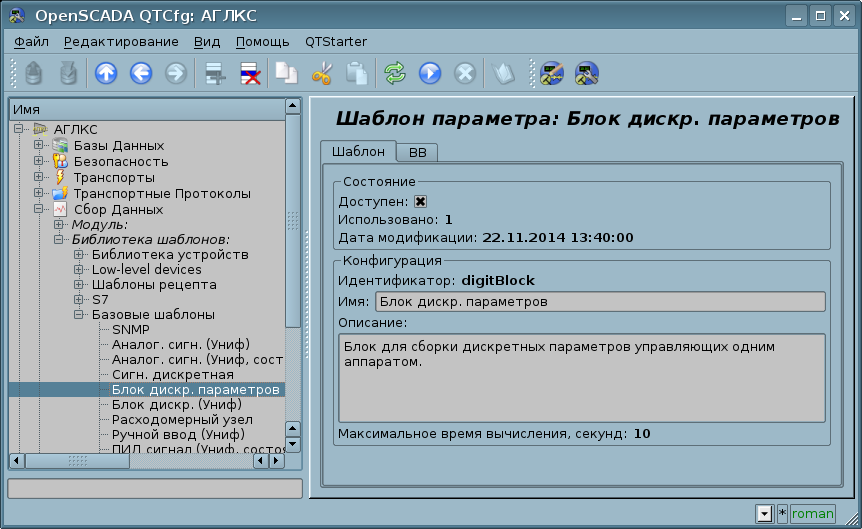 OpenSCADA QTCfg: АГЛКС
Файл Редактирование Вид Помощь QTStarter
Имя
АГЛКС
Базы Данных
Безопасность
Транспорты
Транспортные Протоколы
Сбор Данных
Модуль:
Библиотека шаблонов:
Библиотека устройств
Low-level devices
Шаблоны рецепта
S7
Базовые шаблоны
SNMP
Аналог. сигн. (Униф)
Аналог. сигн. (Униф, сост
Сигн. дискретная
Блок дискр. параметров
Блок дискр. (Униф)
Расходомерный узел
Ручной ввод (Униф)
ПИД сигнал (Униф, состоя
Шаблон параметра: Блок дискр. параметров
Шаблон ВВ
Состояние
Доступен:
Использовано: 1
Дата модификации: 22.11.2014 13:40:00
Конфигурация
Идентификатор: digitBlock
Имя: Блок дискр. параметров
Описание:
Блок для сборки дискретных параметров управляющих одним
аппаратом.
Максимальное время вычисления, секунд: 10
* roman